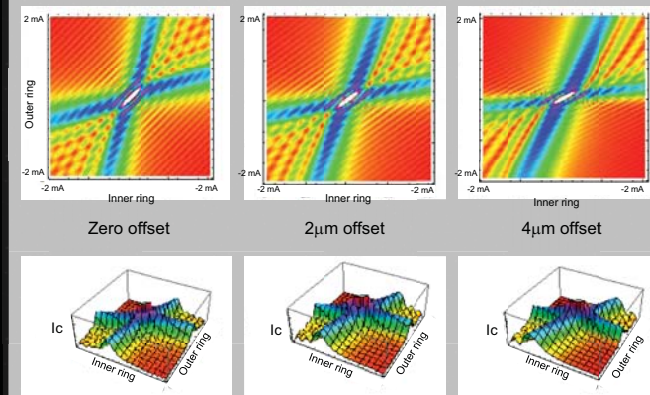 2 mA
2 mA
2 mA
Outer ring
-2 mA
-2 mA
-2 mA
-2 mA
-2 mA
-2 mA
-2 mA
-2 mA
-2 mA
Inner ring
Inner ring
Inner ring
Zero offset
2µm offset
4µm offset
Ic
Inner ring
Outer ring
Ic
Inner ring
Outer ring
Ic
Inner ring
Outer ring